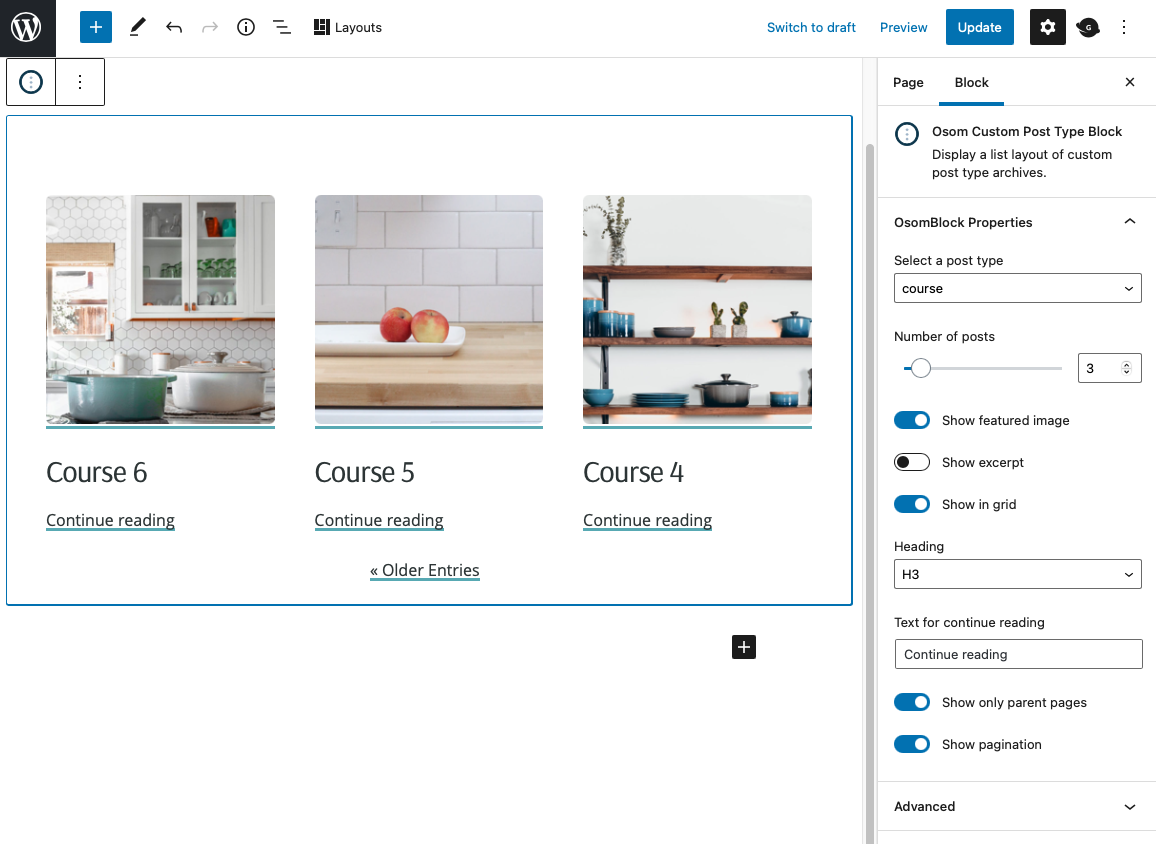 Layouts
Switch to draft
Preview
Update
G
Page
Block
Osom Custom Post Type Block
Display a list layout of custom
post type archives.
OsomBlock Properties
Select a post type
course
Number of posts
3
Show featured image
Show excerpt
Show in grid
Heading
H3
Text for continue reading
Continue reading
Show only parent pages
Show pagination
Advanced
Course 6
Continue reading
Course 5
Continue reading
Course 4
Continue reading
« Older Entries